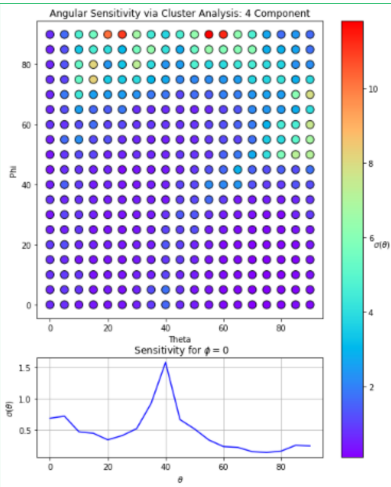 Angular Sensitivity via Cluster Analysis: 4 Component
80
60
40
20
0
Phi
0 20 40 60 80
Theta
10
8
6
4
2
σ(θ)
Sensitivity for ϕ = 0
1.5
1.0
0.5
σ(θ)
0 20 40 60 80
θ